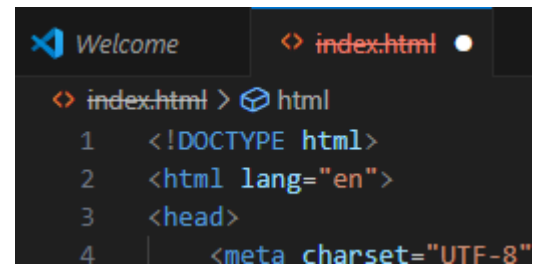 Welcome
index.html
index.html > html
1 <!DOCTYPE html>
2 <html lang="en">
3 <head>
4 <meta charset="UTF-8"